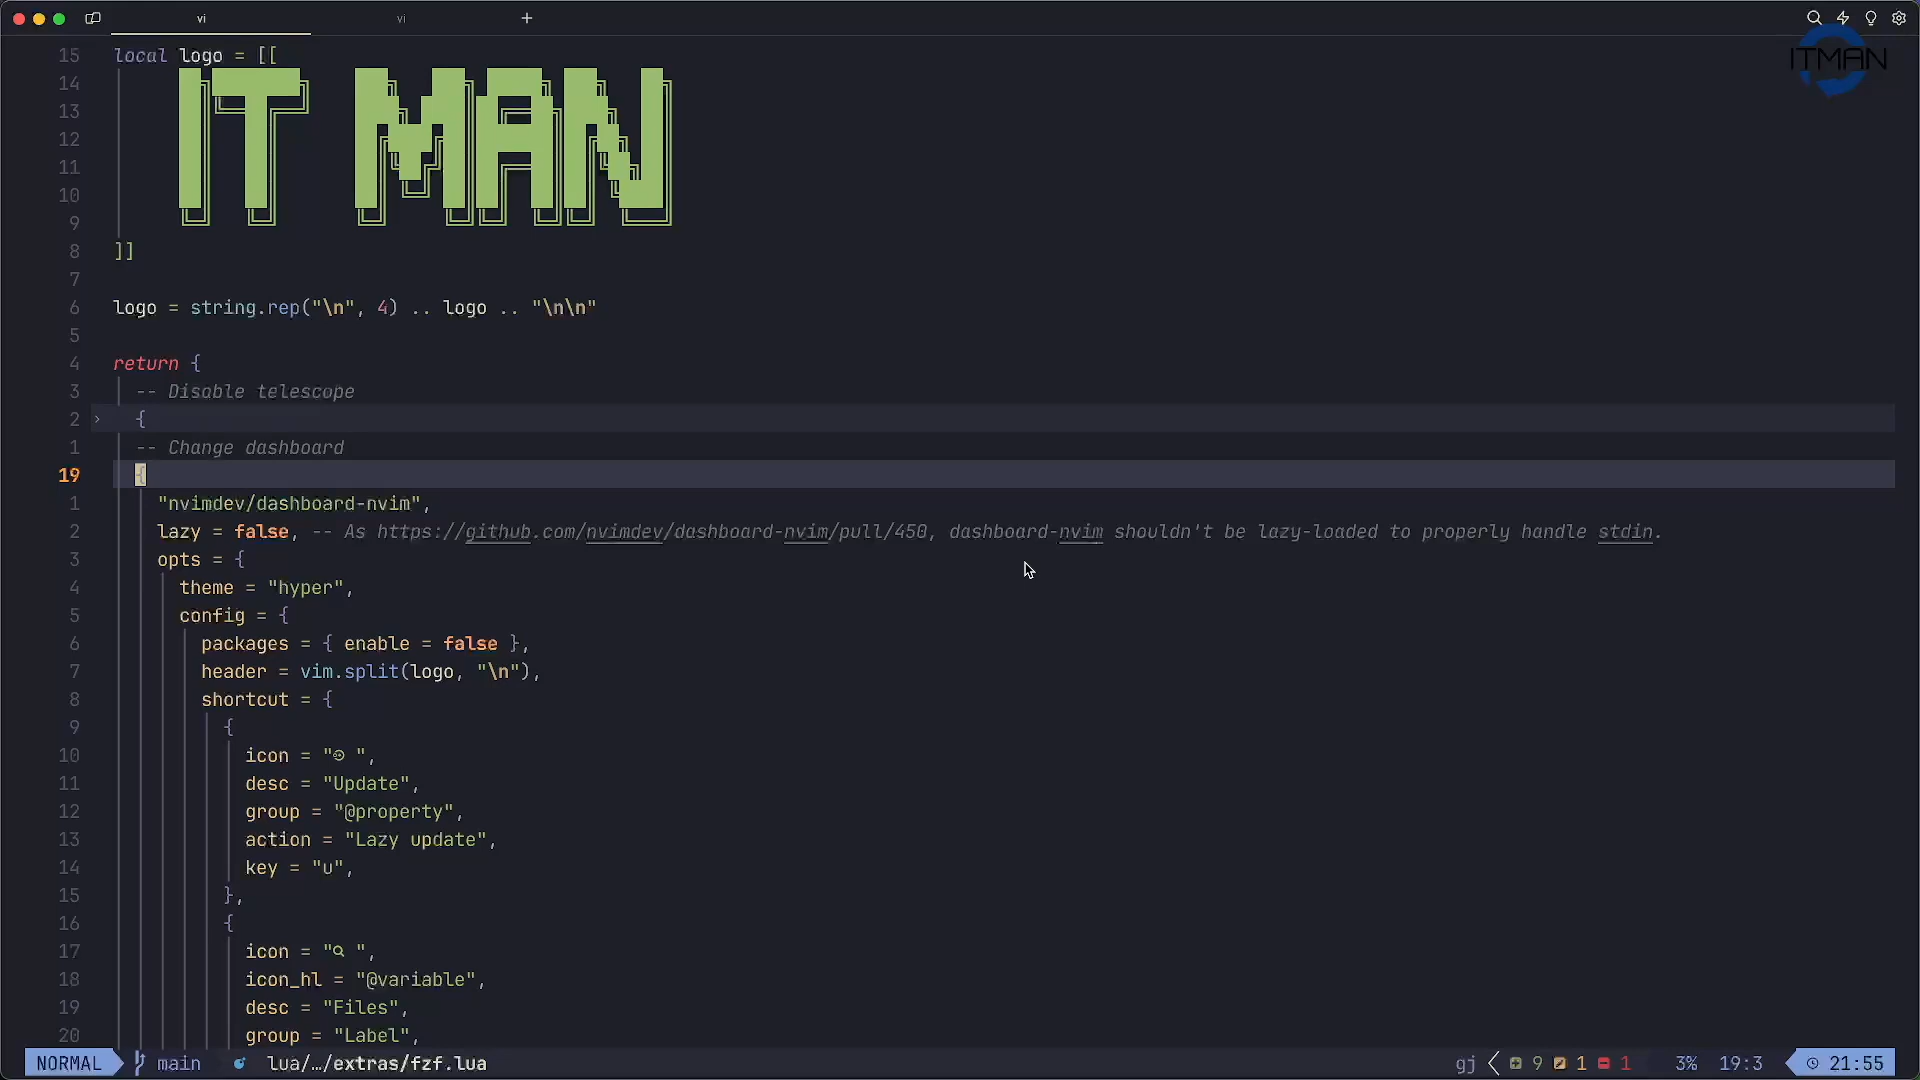 vi vi +
ITMAN
15 local logo = [[
14
13
12
11
10
9
IT MAN
8 ]]
7
6 logo = string.rep("\n", 4) .. logo .. "\n\n"
5
4 return {
3 -- Disable telescope
2 › {
1 -- Change dashboard
19 {
1 "nvimdev/dashboard-nvim",
2 lazy = false, -- As https://github.com/nvimdev/dashboard-nvim/pull/450, dashboard-nvim shouldn't be lazy-loaded to properly handle stdin.
3 opts = {
4 theme = "hyper",
5 config = {
6 packages = { enable = false },
7 header = vim.split(logo, "\n"),
8 shortcut = {
9 {
10 icon = " ",
11 desc = "Update",
12 group = "@property",
13 action = "Lazy update",
14 key = "u",
15 },
16 {
17 icon = " ",
18 icon_hl = "@variable",
19 desc = "Files",
20 group = "Label",
NORMAL main lua/…/extras/fzf.lua gj 9 1 1 3% 19:3 21:55